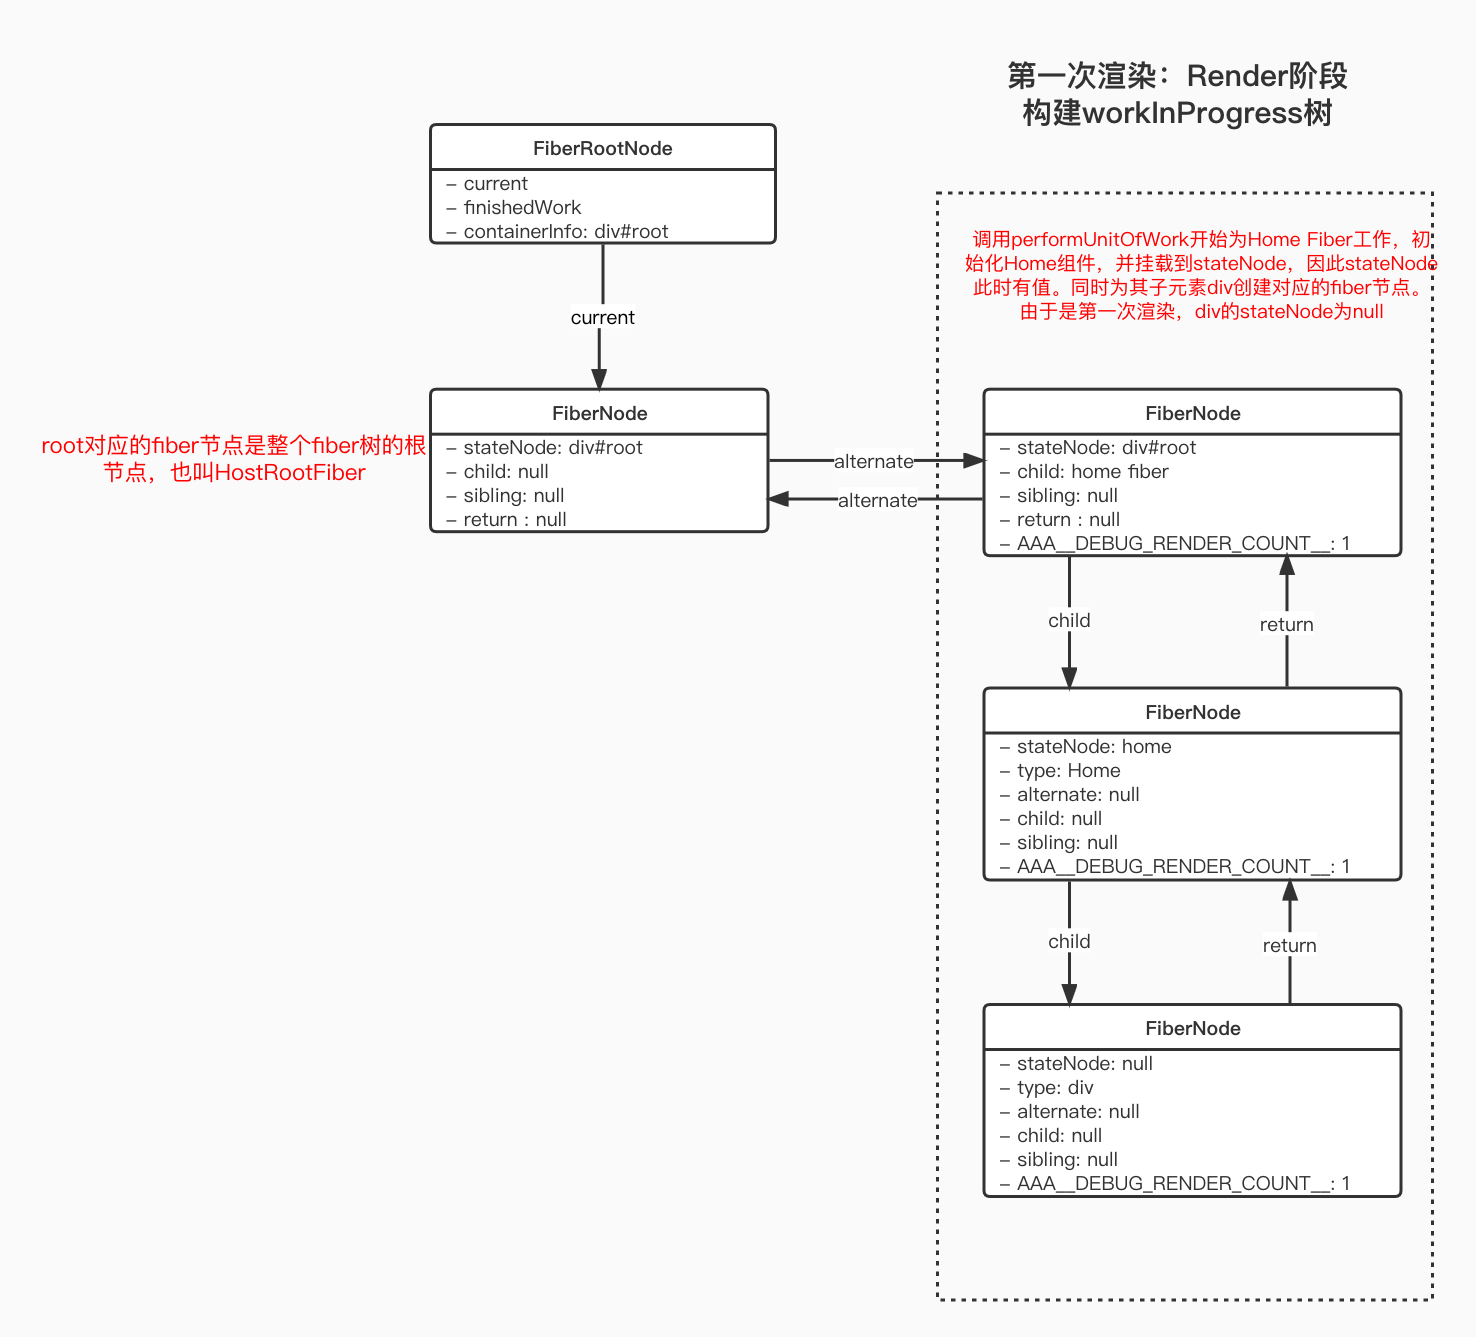 第一次渲染：Render阶段
构建workInProgress树
FiberRootNode
– current
– finishedWork
– containerInfo: div#root
current
调用performUnitOfWork开始为Home Fiber工作，初
始化Home组件，并挂载到stateNode，因此stateNode
此时有值。同时为其子元素div创建对应的fiber节点。
由于是第一次渲染，div的stateNode为null
root对应的fiber节点是整个fiber树的根
节点，也叫HostRootFiber
FiberNode
– stateNode: div#root
– child: null
– sibling: null
– return : null
alternate
alternate
FiberNode
– stateNode: div#root
– child: home fiber
– sibling: null
– return : null
– AAA__DEBUG_RENDER_COUNT__: 1
child
return
FiberNode
– stateNode: home
– type: Home
– alternate: null
– child: null
– sibling: null
– AAA__DEBUG_RENDER_COUNT__: 1
child
return
FiberNode
– stateNode: null
– type: div
– alternate: null
– child: null
– sibling: null
– AAA__DEBUG_RENDER_COUNT__: 1